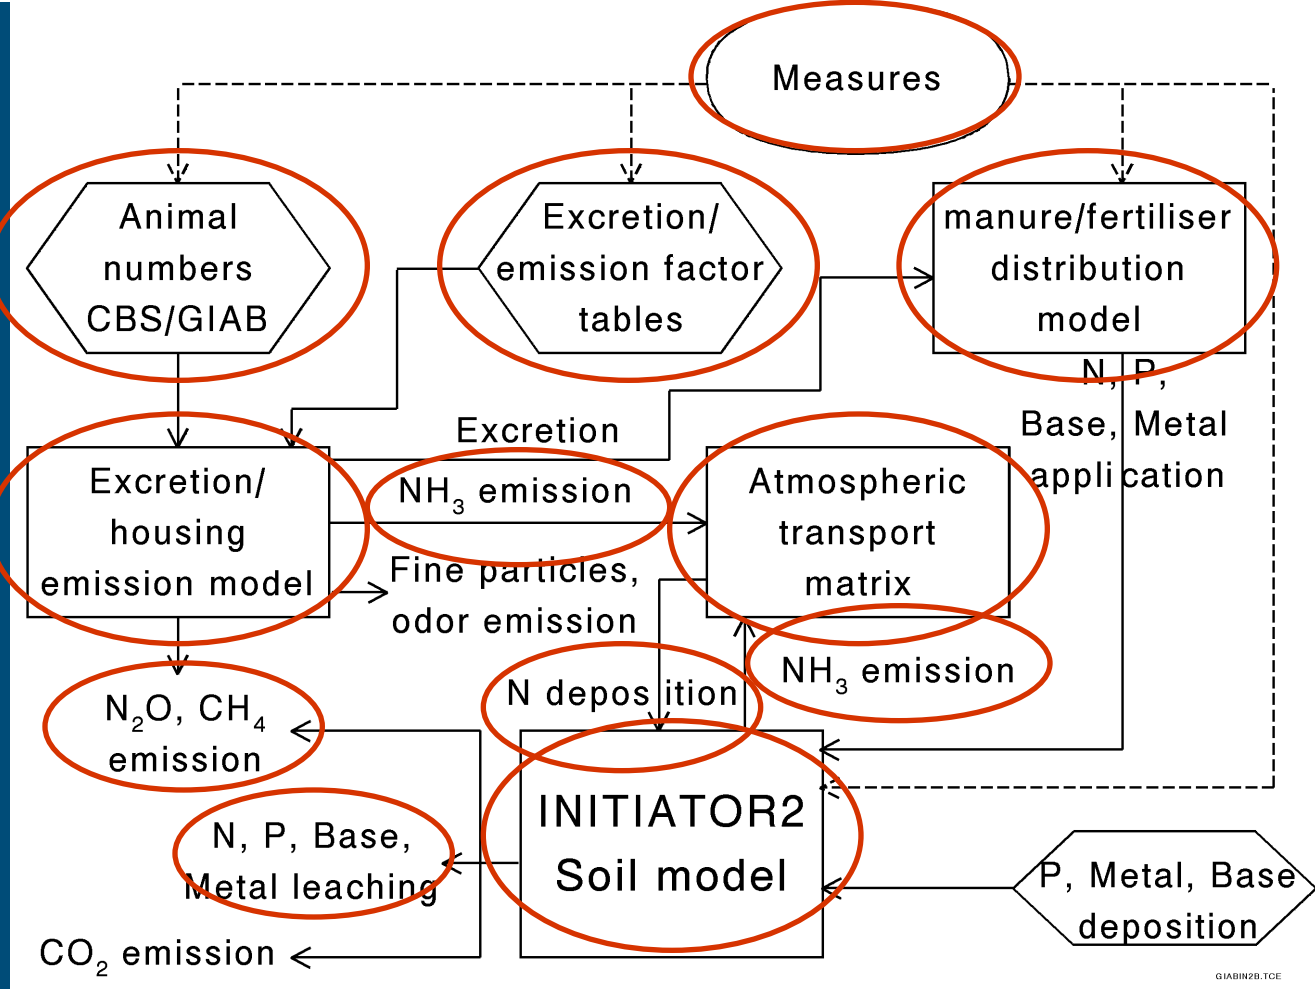 Measures
Animal
numbers
CBS/GIAB
Excretion/
emission factor
tables
manure/fertiliser
distribution
model
N, P,
Base, Metal
application
Excretion
NH3 emission
Excretion/
housing
emission model
Atmospheric
transport
matrix
Fine particles,
odor emission
NH3 emission
N deposition
N2O, CH4
emission
INITIATOR2
Soil model
N, P, Base,
Metal leaching
P, Metal, Base
deposition
CO2 emission
GIABIN2B.TCE